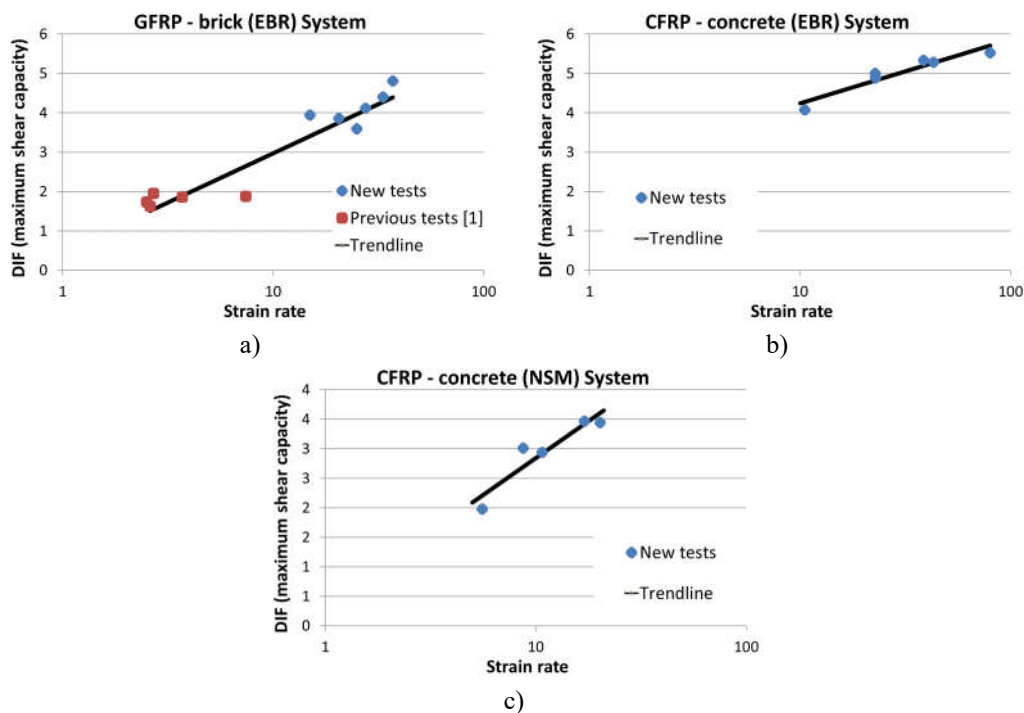 GFRP - brick (EBR) System
DIF (maximum shear capacity)
6
5
4
3
2
1
0
New tests
Previous tests [1]
Trendline
1
10
100
Strain rate
a)
CFRP - concrete (EBR) System
DIF (maximum shear capacity)
6
5
4
3
2
1
0
New tests
Trendline
1
10
100
Strain rate
b)
CFRP - concrete (NSM) System
DIF (maximum shear capacity)
4
4
3
3
2
2
1
1
0
New tests
Trendline
1
10
100
Strain rate
c)